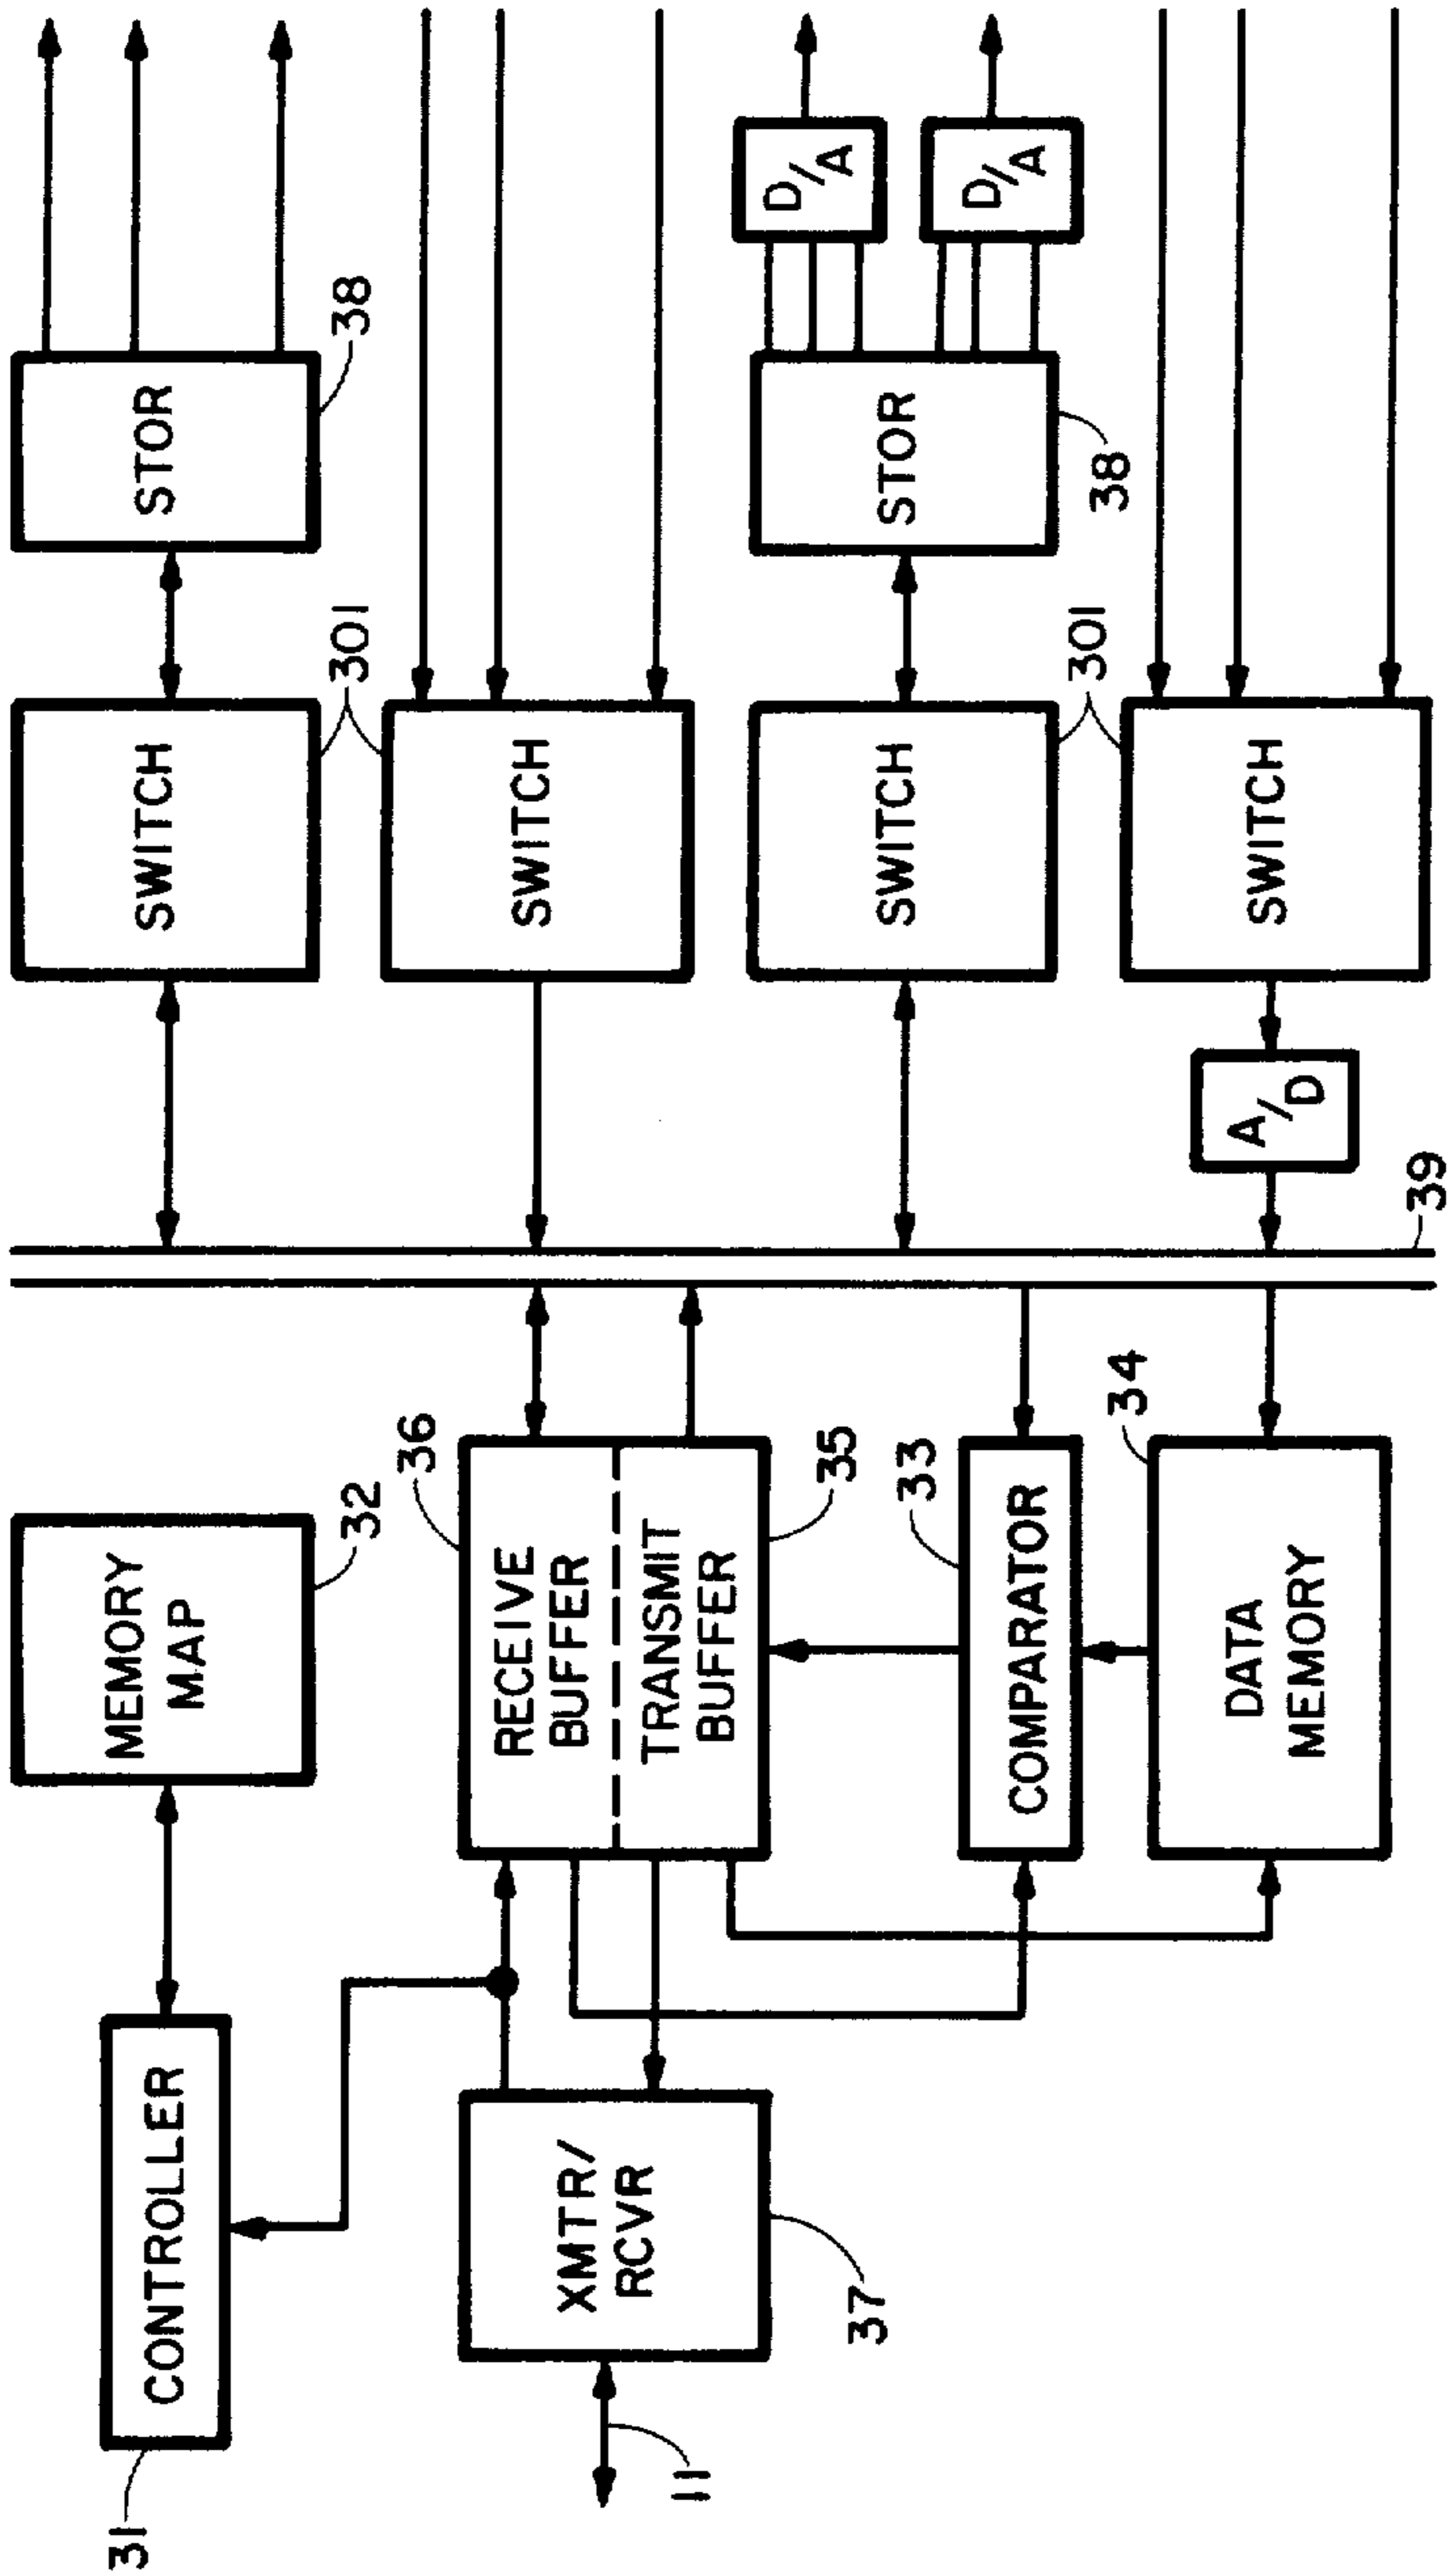 31
CONTROLLER
MEMORY
MAP
32
11
XMTR/
RCVR
37
36
RECEIVE
BUFFER
TRANSMIT
BUFFER
35
33
COMPARATOR
34
DATA
MEMORY
39
SWITCH
301
STOR
38
SWITCH
SWITCH
301
STOR
38
D/A
D/A
A/D
SWITCH